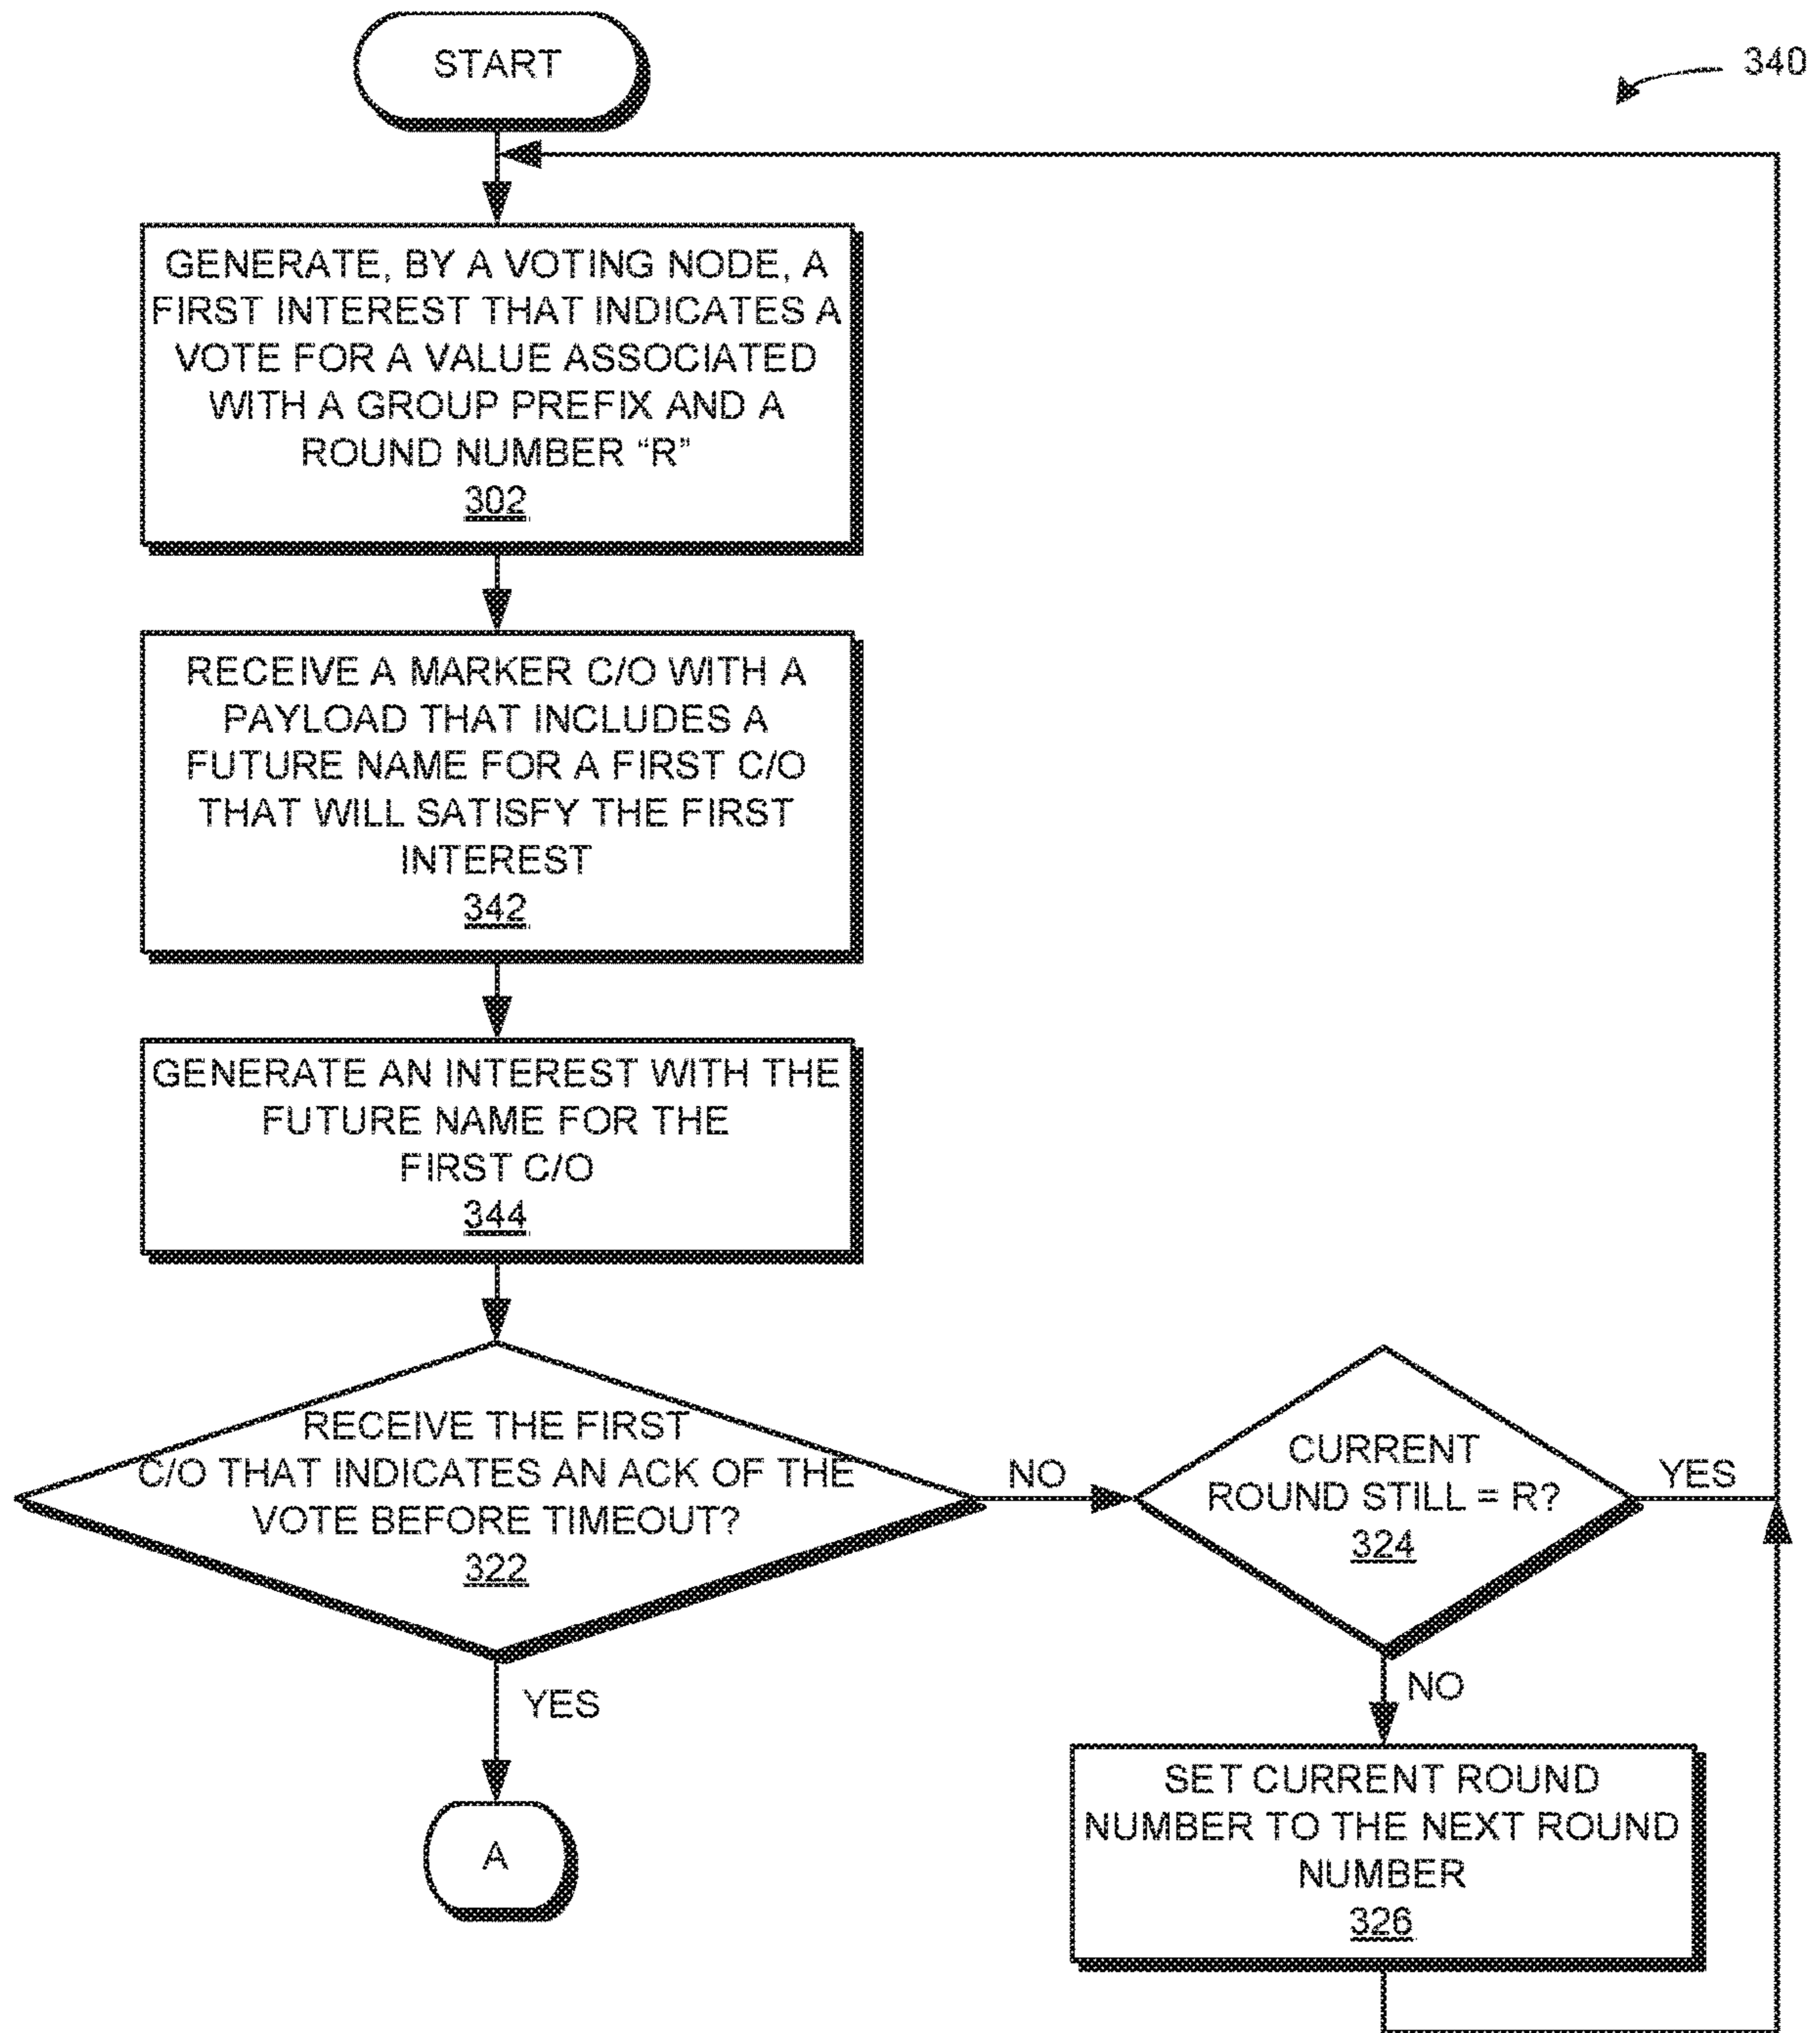 START
340
GENERATE, BY A VOTING NODE, A
FIRST INTEREST THAT INDICATES A
VOTE FOR A VALUE ASSOCIATED
WITH A GROUP PREFIX AND A
ROUND NUMBER “R”
302
RECEIVE A MARKER C/O WITH A
PAYLOAD THAT INCLUDES A
FUTURE NAME FOR A FIRST C/O
THAT WILL SATISFY THE FIRST
INTEREST
342
GENERATE AN INTEREST WITH THE
FUTURE NAME FOR THE
FIRST C/O
344
RECEIVE THE FIRST
C/O THAT INDICATES AN ACK OF THE
VOTE BEFORE TIMEOUT?
322
NO
CURRENT
ROUND STILL = R?
324
YES
YES
NO
A
SET CURRENT ROUND
NUMBER TO THE NEXT ROUND
NUMBER
326